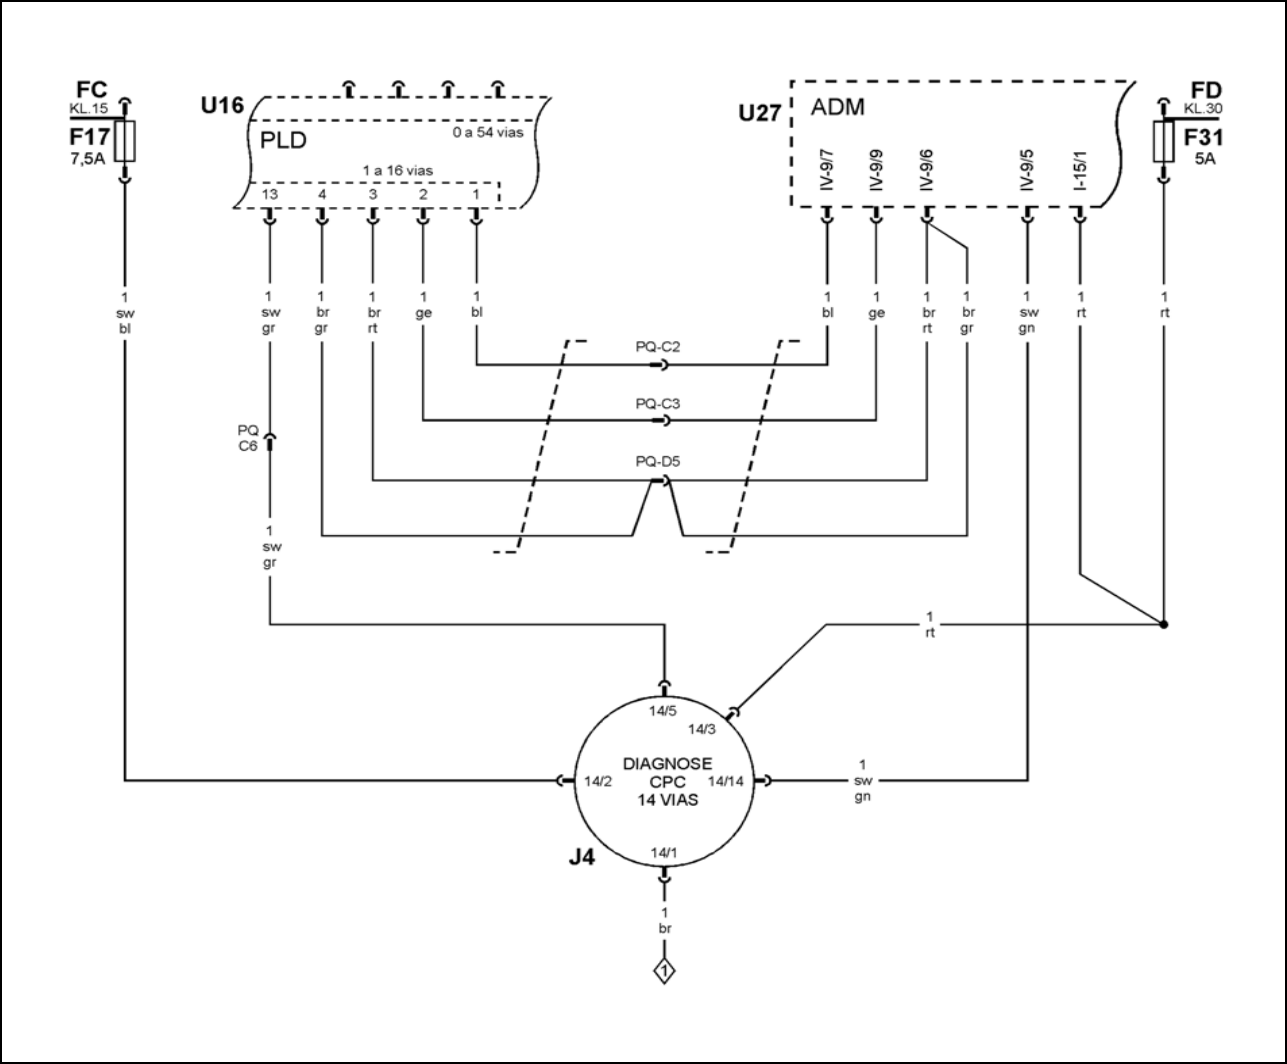 FC
KL.15
F17
7,5A
U16
PLD
0 a 54 vias
1 a 16 vias
13 4 3 2 1
U27
ADM
IV-9/7
IV-9/9
IV-9/6
IV-9/5
I-15/1
FD
KL.30
F31
5A
1
sw
bl
1
sw
gr
1
br
gr
1
br
rt
1
ge
1
bl
1
bl
1
ge
1
br
rt
1
br
gr
1
sw
gn
1
rt
1
rt
PQ-C2
PQ-C3
PQ
C6
PQ-D5
1
sw
gr
1
rt
14/5
14/3
DIAGNOSE
CPC
14 VIAS
14/2
14/14
1
sw
gn
J4
14/1
1
br
1